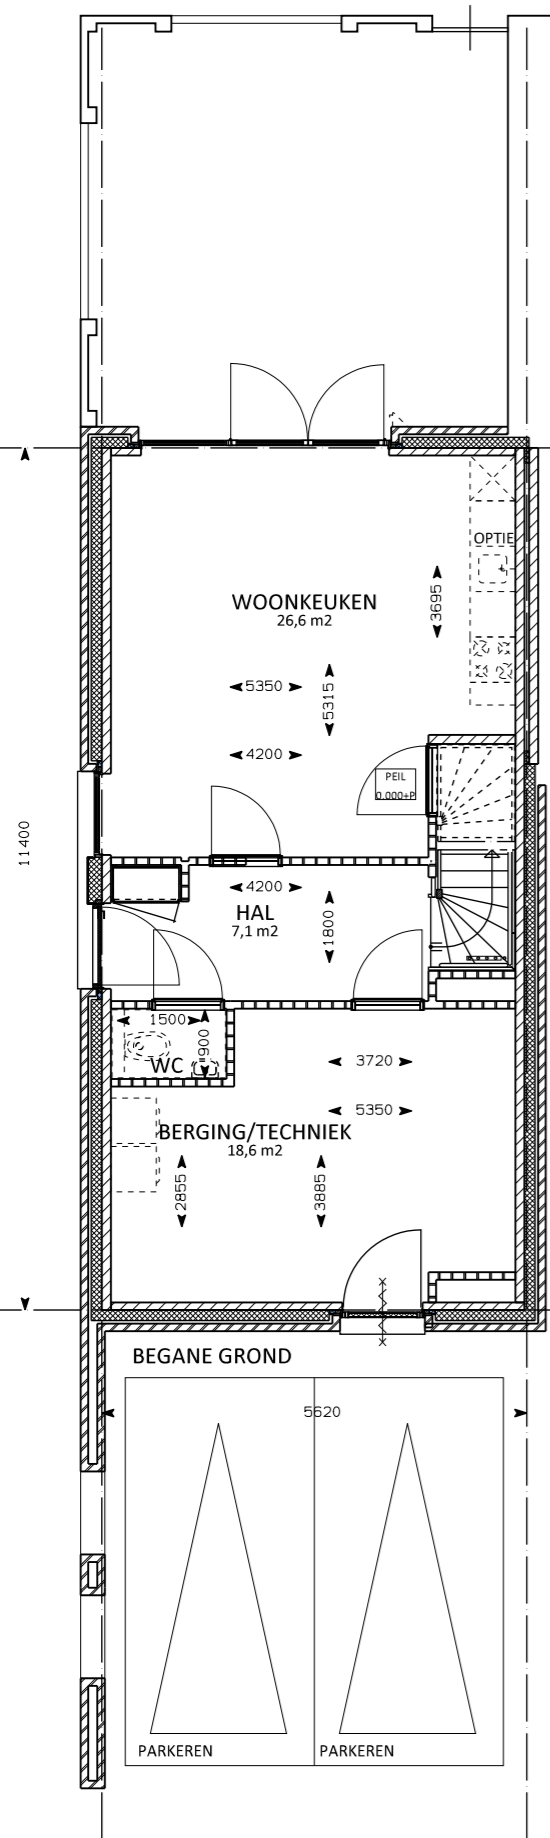 OPTIE
WOONKEUKEN
26,6 m2
3695
5350
5315
4200
PEIL
0.000+P
11400
4200
HAL
7,1 m2
1800
1500
900
WC
3720
5350
BERGING/TECHNIEK
18,6 m2
2855
3885
BEGANE GROND
5620
PARKEREN
PARKEREN